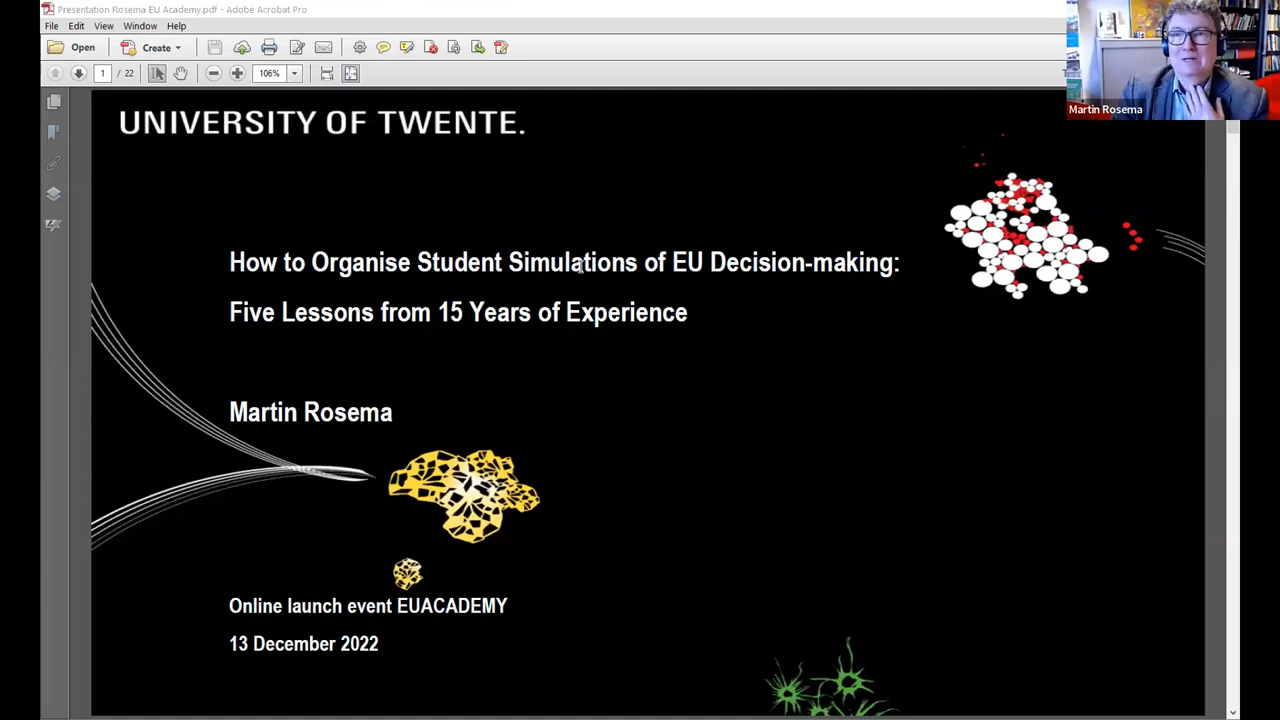 Presentation Rosema EU Academy.pdf - Adobe Acrobat Pro
File Edit View Window Help
Open Create
1 / 22 106%
Martin Rosema
UNIVERSITY OF TWENTE.
How to Organise Student Simulations of EU Decision-making:
Five Lessons from 15 Years of Experience
Martin Rosema
Online launch event EUACADEMY
13 December 2022